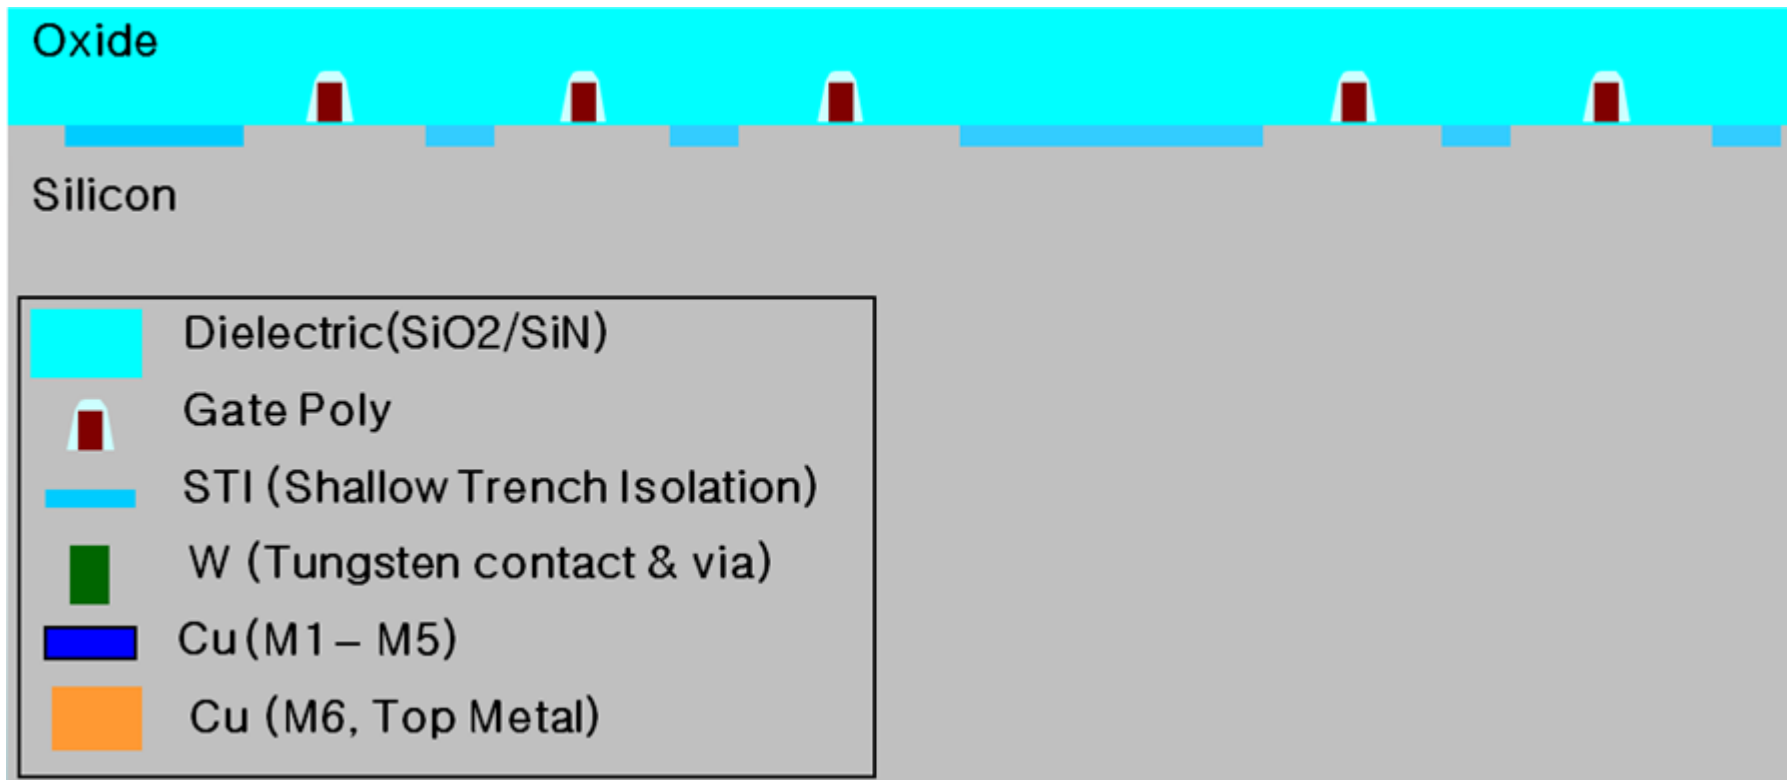 Oxide
Silicon
Dielectric(SiO2/SiN)
Gate Poly
STI (Shallow Trench Isolation)
W (Tungsten contact & via)
Cu(M1 – M5)
Cu (M6, Top Metal)